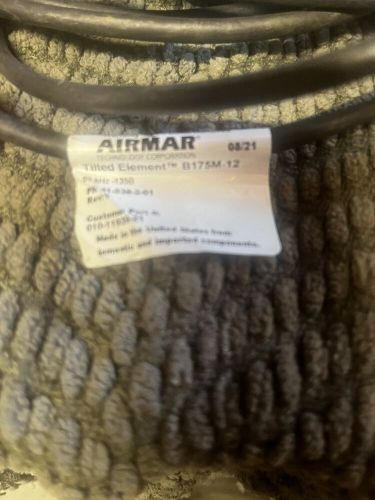 AIRMAR® 08/21
TECHNOLOGY CORPORATION
Tilted Element™ B175M-12
Rev:
Customer Part #:
Made in the United States from
domestic and imported components.